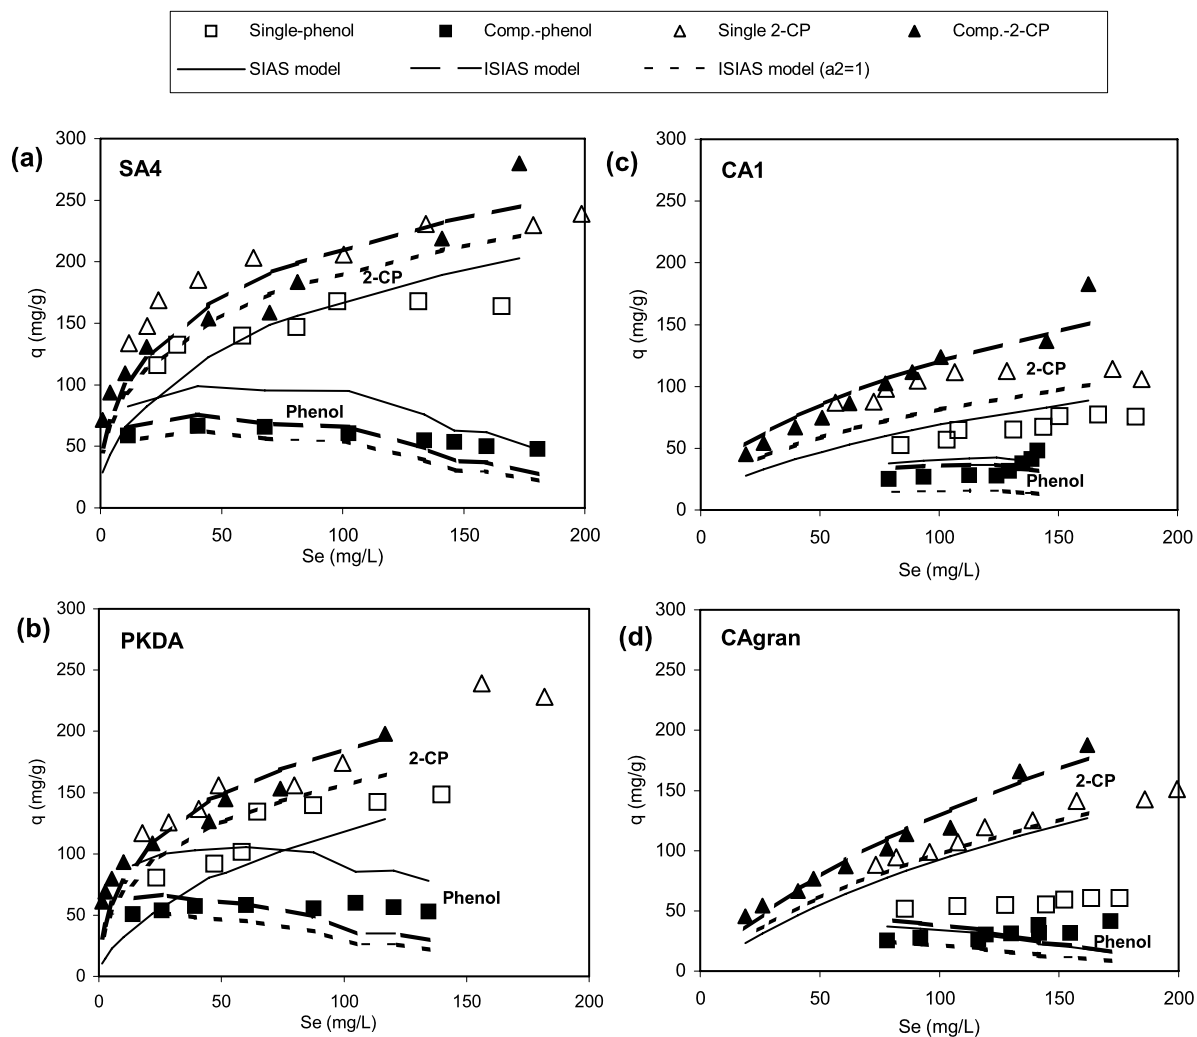 Single-phenol Comp.-phenol Single 2-CP Comp.-2-CP
SIAS model ISIAS model ISIAS model (a2=1)
(a)
SA4
q (mg/g)
300
250
200
150
100
50
0
2-CP
Phenol
0 50 100 150 200
Se (mg/L)
(c)
CA1
q (mg/g)
300
250
200
150
100
50
0
2-CP
Phenol
0 50 100 150 200
Se (mg/L)
(b)
PKDA
q (mg/g)
300
250
200
150
100
50
0
2-CP
Phenol
0 50 100 150 200
Se (mg/L)
(d)
CAgran
q (mg/g)
300
250
200
150
100
50
0
2-CP
Phenol
0 50 100 150 200
Se (mg/L)